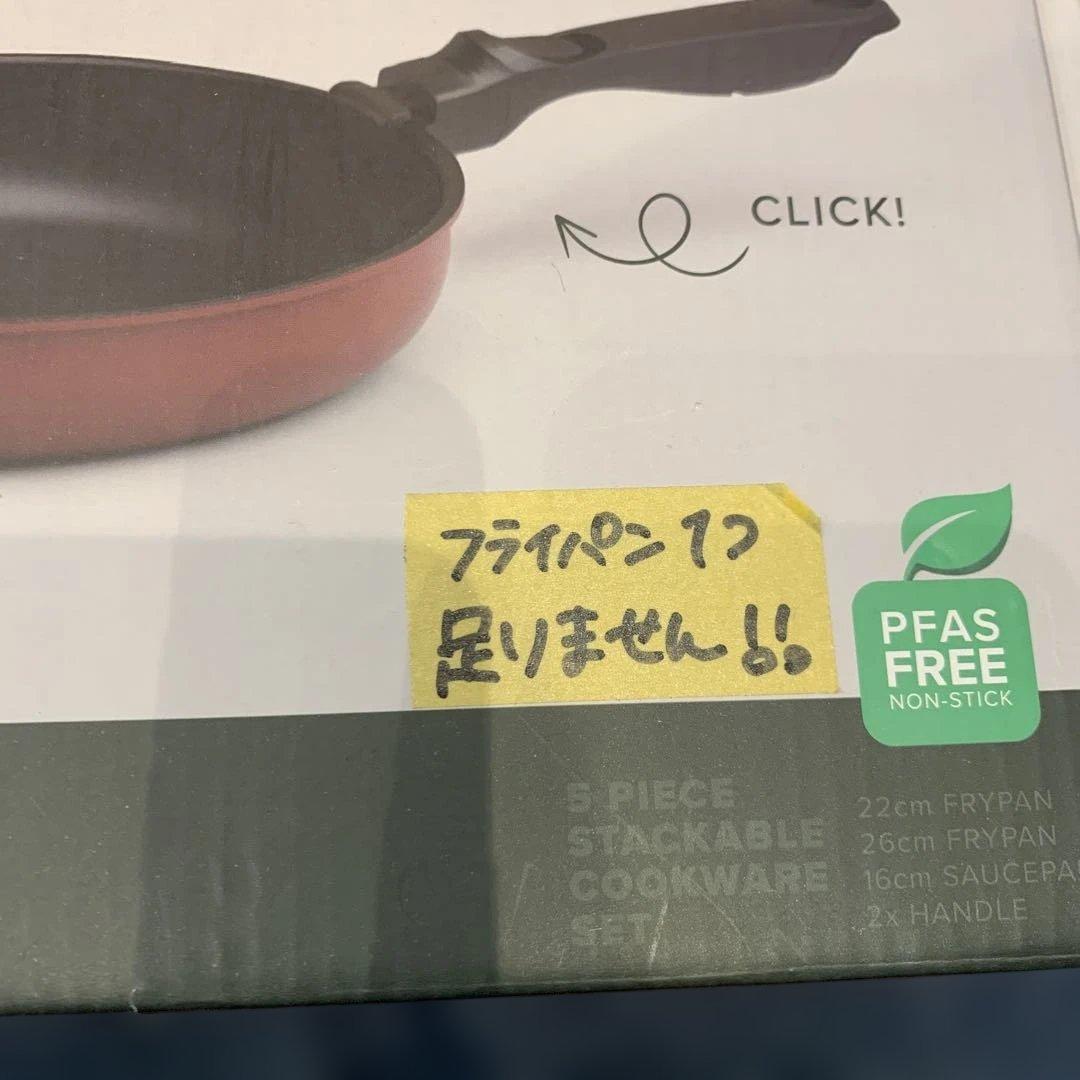 CLICK!
フライパン1つ
足りません!!
PFAS
FREE
NON-STICK
5 PIECE
STACKABLE
COOKWARE
SET
22cm FRYPAN
26cm FRYPAN
16cm SAUCEPA
2x HANDLE